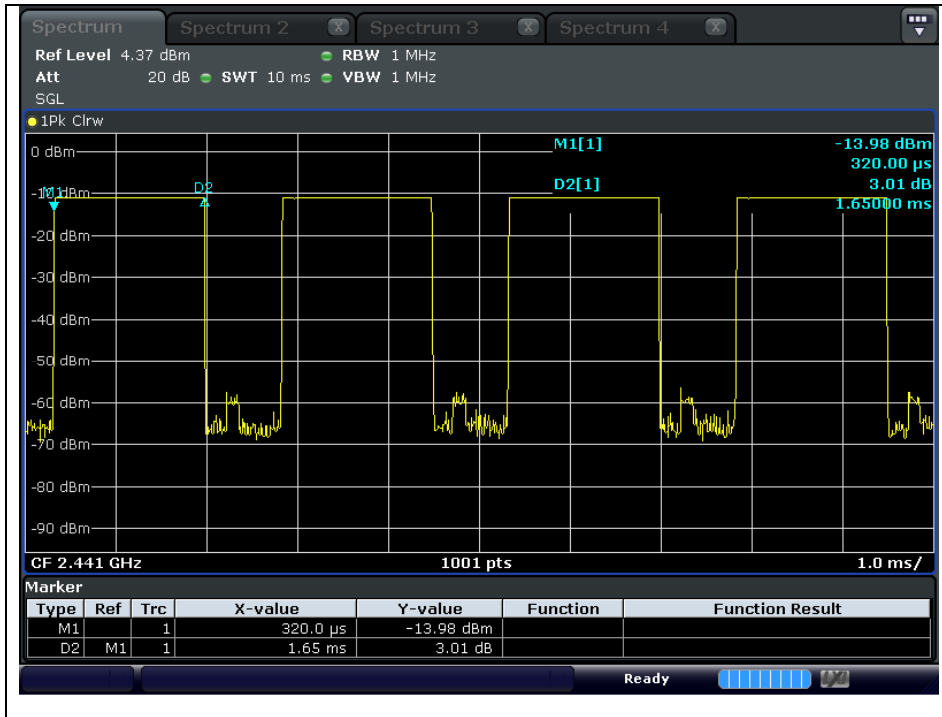 Spectrum Spectrum 2 X Spectrum 3 X Spectrum 4 X
Ref Level 4.37 dBm RBW 1 MHz
Att 20 dB SWT 10 ms VBW 1 MHz
SGL
1Pk Clrw
0 dBm M1[1] -13.98 dBm
320.00 µs
-10 dBm M1 D2 D2[1] 3.01 dB
1.65000 ms
-20 dBm
-30 dBm
-40 dBm
-50 dBm
-60 dBm
-70 dBm
-80 dBm
-90 dBm
CF 2.441 GHz 1001 pts 1.0 ms/
Marker
Type Ref Trc X-value Y-value Function Function Result
M1 1 320.0 µs -13.98 dBm
D2 M1 1 1.65 ms 3.01 dB
Ready